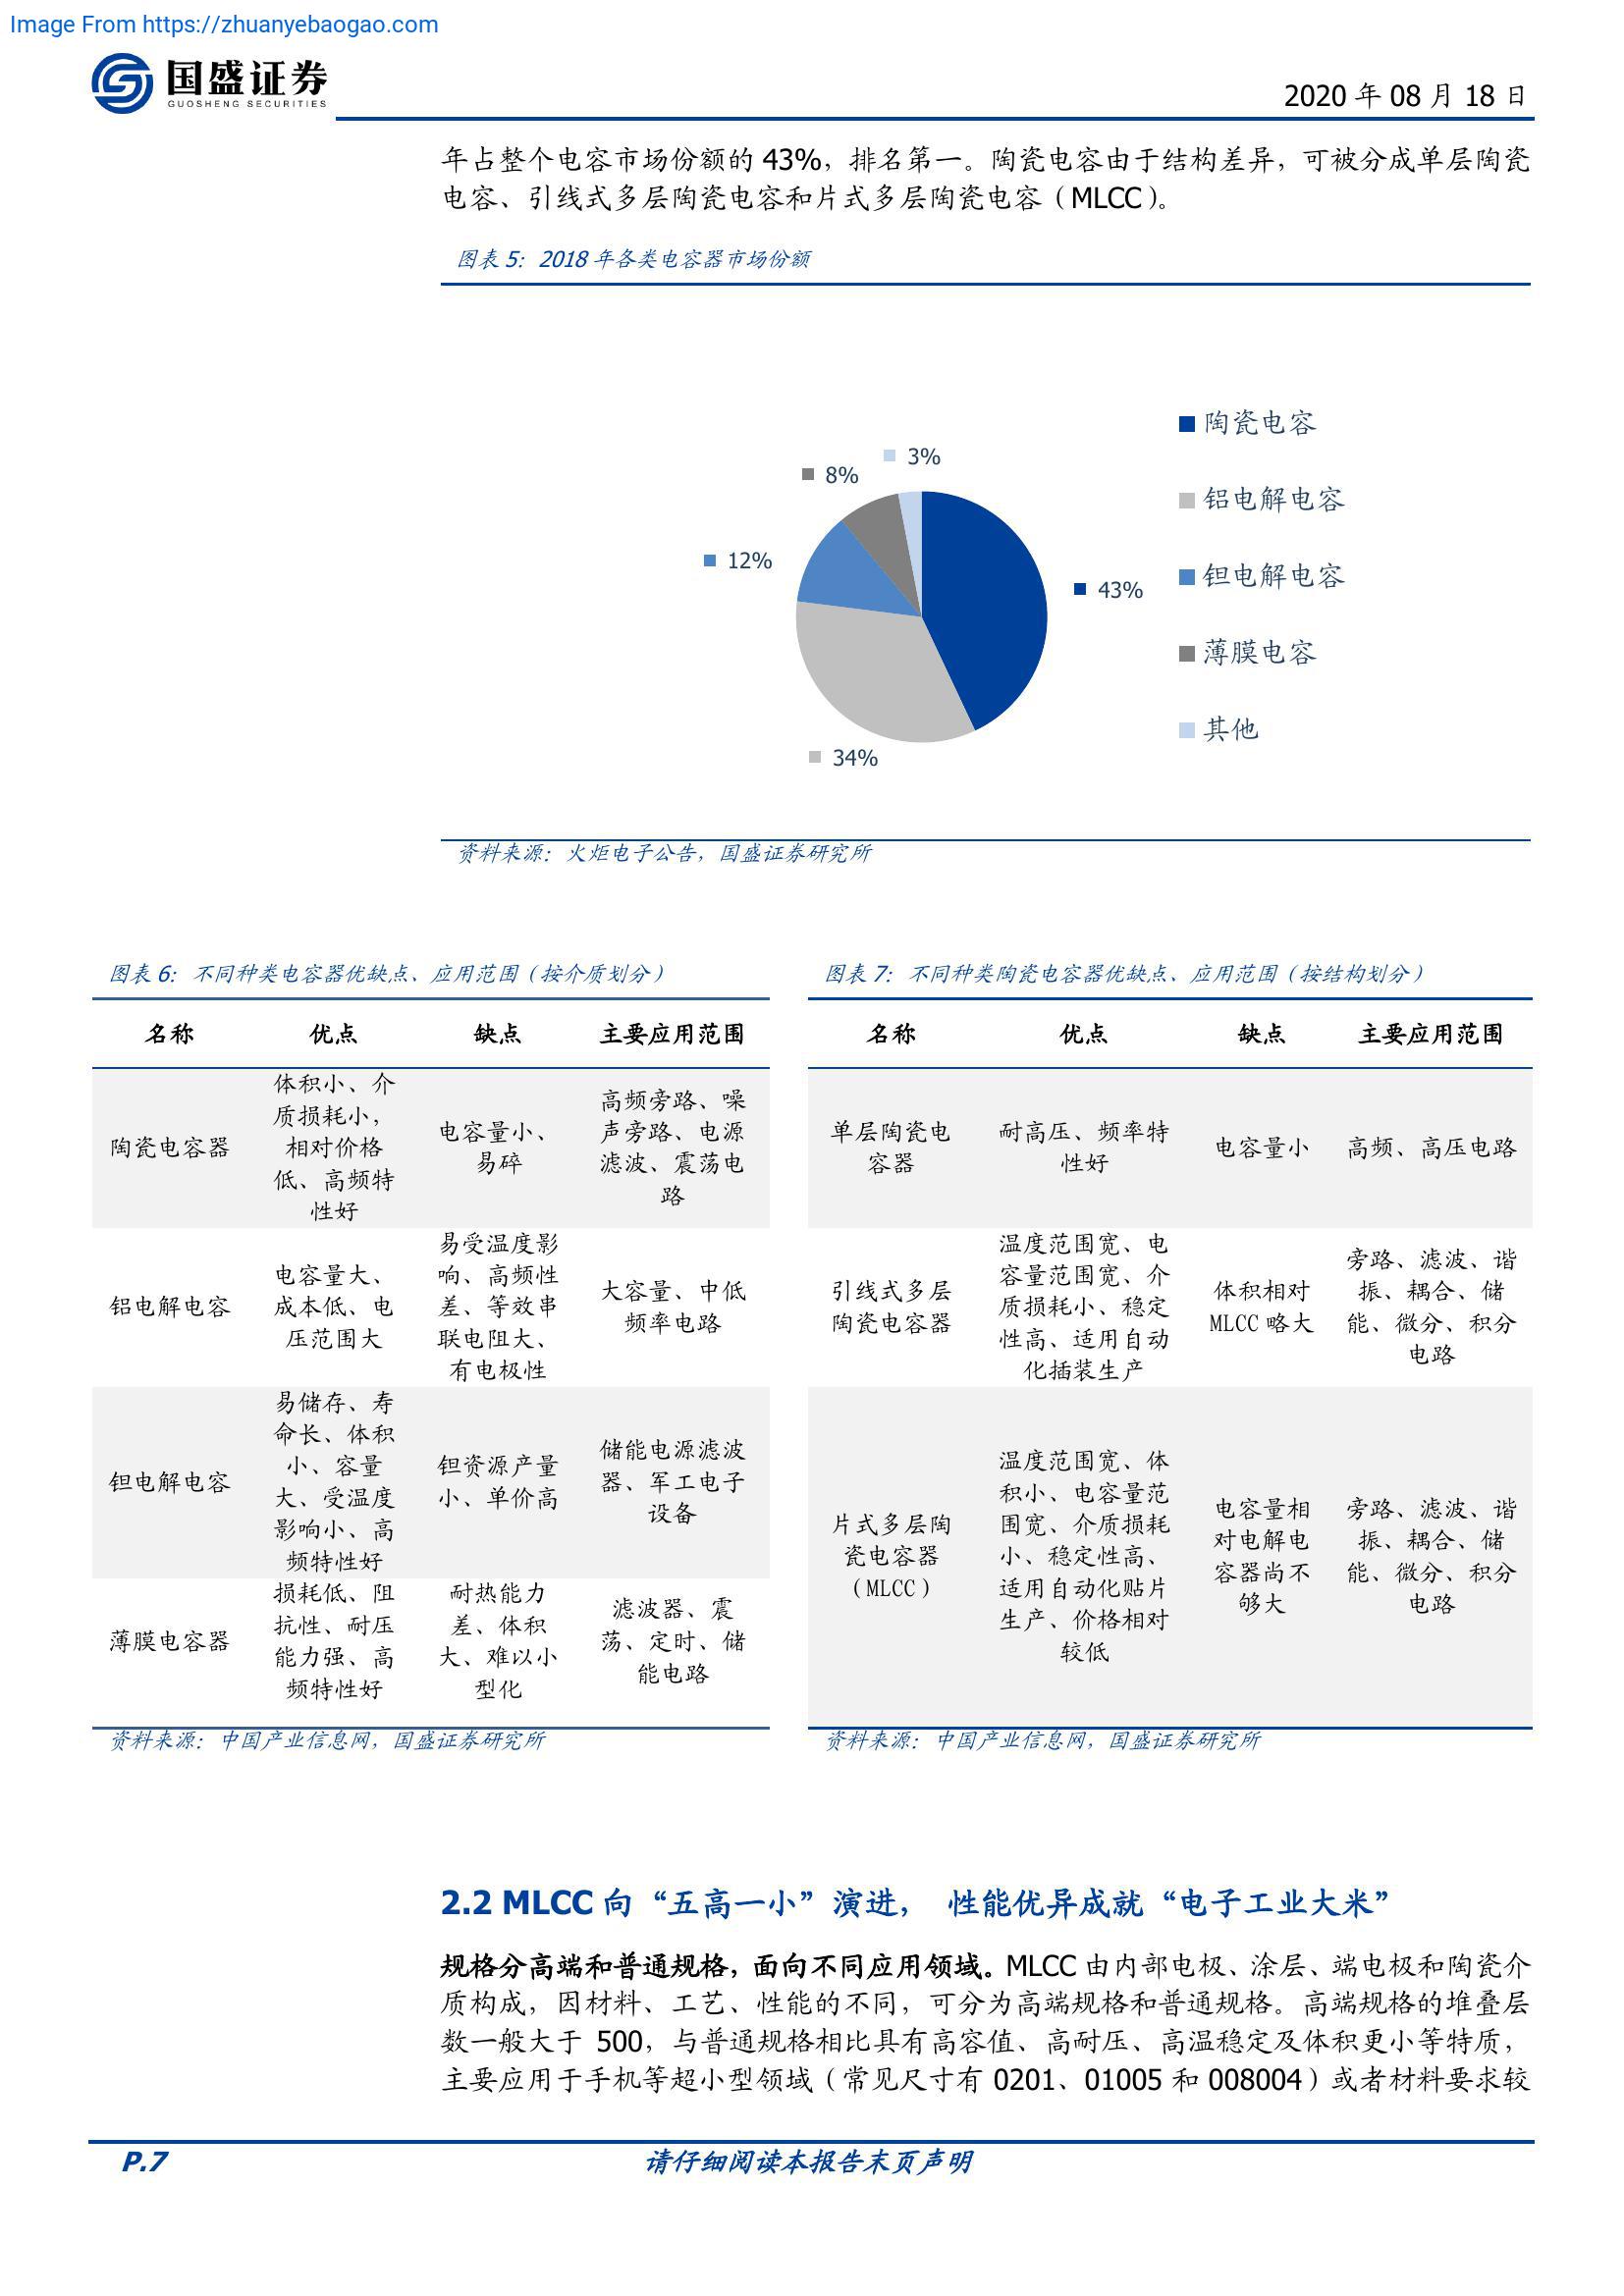 Image From https://zhuanyebaogao.com
国盛证券
GUOSHENG SECURITIES
2020 年 08 月 18 日
年占整个电容市场份额的 43%，排名第一。陶瓷电容由于结构差异，可被分成单层陶瓷
电容、引线式多层陶瓷电容和片式多层陶瓷电容（MLCC）。
图表 5：2018 年各类电容器市场份额
3%
8%
12%
43%
34%
陶瓷电容
铝电解电容
钽电解电容
薄膜电容
其他
资料来源：火炬电子公告，国盛证券研究所
图表 6：不同种类电容器优缺点、应用范围（按介质划分）
名称 优点 缺点 主要应用范围
陶瓷电容器
体积小、介
质损耗小，
相对价格
低、高频特
性好
电容量小、
易碎
高频旁路、噪
声旁路、电源
滤波、震荡电
路
铝电解电容
电容量大、
成本低、电
压范围大
易受温度影
响、高频性
差、等效串
联电阻大、
有电极性
大容量、中低
频率电路
钽电解电容
易储存、寿
命长、体积
小、容量
大、受温度
影响小、高
频特性好
钽资源产量
小、单价高
储能电源滤波
器、军工电子
设备
薄膜电容器
损耗低、阻
抗性、耐压
能力强、高
频特性好
耐热能力
差、体积
大、难以小
型化
滤波器、震
荡、定时、储
能电路
资料来源：中国产业信息网，国盛证券研究所
图表 7：不同种类陶瓷电容器优缺点、应用范围（按结构划分）
名称 优点 缺点 主要应用范围
单层陶瓷电
容器
耐高压、频率特
性好
电容量小
高频、高压电路
引线式多层
陶瓷电容器
温度范围宽、电
容量范围宽、介
质损耗小、稳定
性高、适用自动
化插装生产
体积相对
MLCC 略大
旁路、滤波、谐
振、耦合、储
能、微分、积分
电路
片式多层陶
瓷电容器
（MLCC）
温度范围宽、体
积小、电容量范
围宽、介质损耗
小、稳定性高、
适用自动化贴片
生产、价格相对
较低
电容量相
对电解电
容器尚不
够大
旁路、滤波、谐
振、耦合、储
能、微分、积分
电路
资料来源：中国产业信息网，国盛证券研究所
2.2 MLCC 向“五高一小”演进， 性能优异成就“电子工业大米”
规格分高端和普通规格，面向不同应用领域。MLCC 由内部电极、涂层、端电极和陶瓷介
质构成，因材料、工艺、性能的不同，可分为高端规格和普通规格。高端规格的堆叠层
数一般大于 500，与普通规格相比具有高容值、高耐压、高温稳定及体积更小等特质，
主要应用于手机等超小型领域（常见尺寸有 0201、01005 和 008004）或者材料要求较
P.7
请仔细阅读本报告末页声明